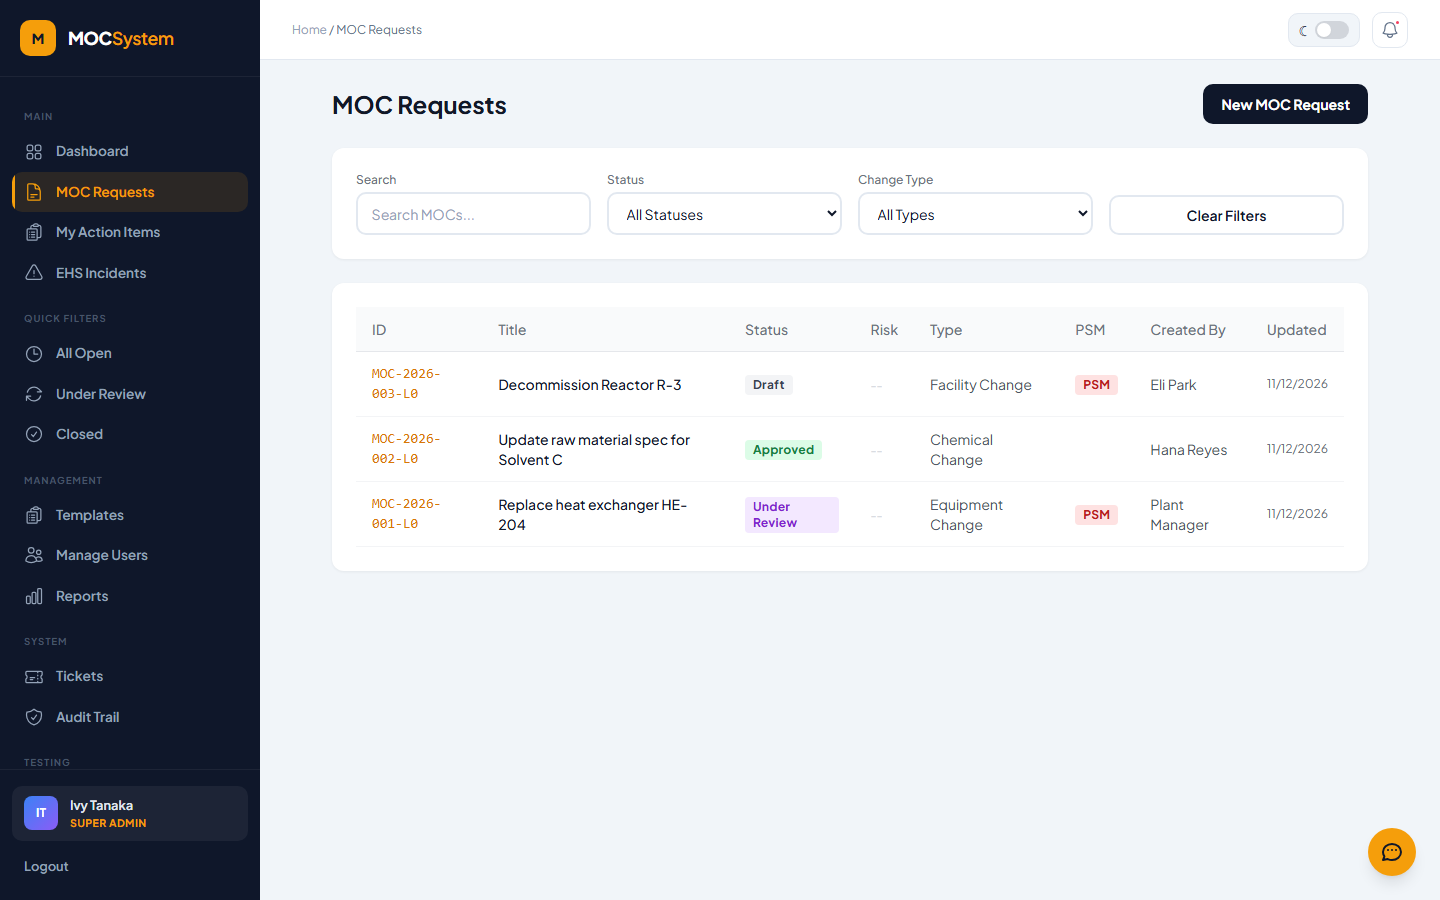 M
MOCSystem
MAIN
Dashboard
MOC Requests
My Action Items
EHS Incidents
QUICK FILTERS
All Open
Under Review
Closed
MANAGEMENT
Templates
Manage Users
Reports
SYSTEM
Tickets
Audit Trail
TESTING
IT
Ivy Tanaka
SUPER ADMIN
Logout
Home / MOC Requests
MOC Requests
New MOC Request
Search
Status
Change Type
Search MOCs...
All Statuses
All Types
Clear Filters
ID Title Status Risk Type PSM Created By Updated
MOC-2026-
003-L0
Decommission Reactor R-3
Draft
--
Facility Change
PSM
Eli Park
11/12/2026
MOC-2026-
002-L0
Update raw material spec for
Solvent C
Approved
--
Chemical
Change
Hana Reyes
11/12/2026
MOC-2026-
001-L0
Replace heat exchanger HE-
204
Under
Review
--
Equipment
Change
PSM
Plant
Manager
11/12/2026